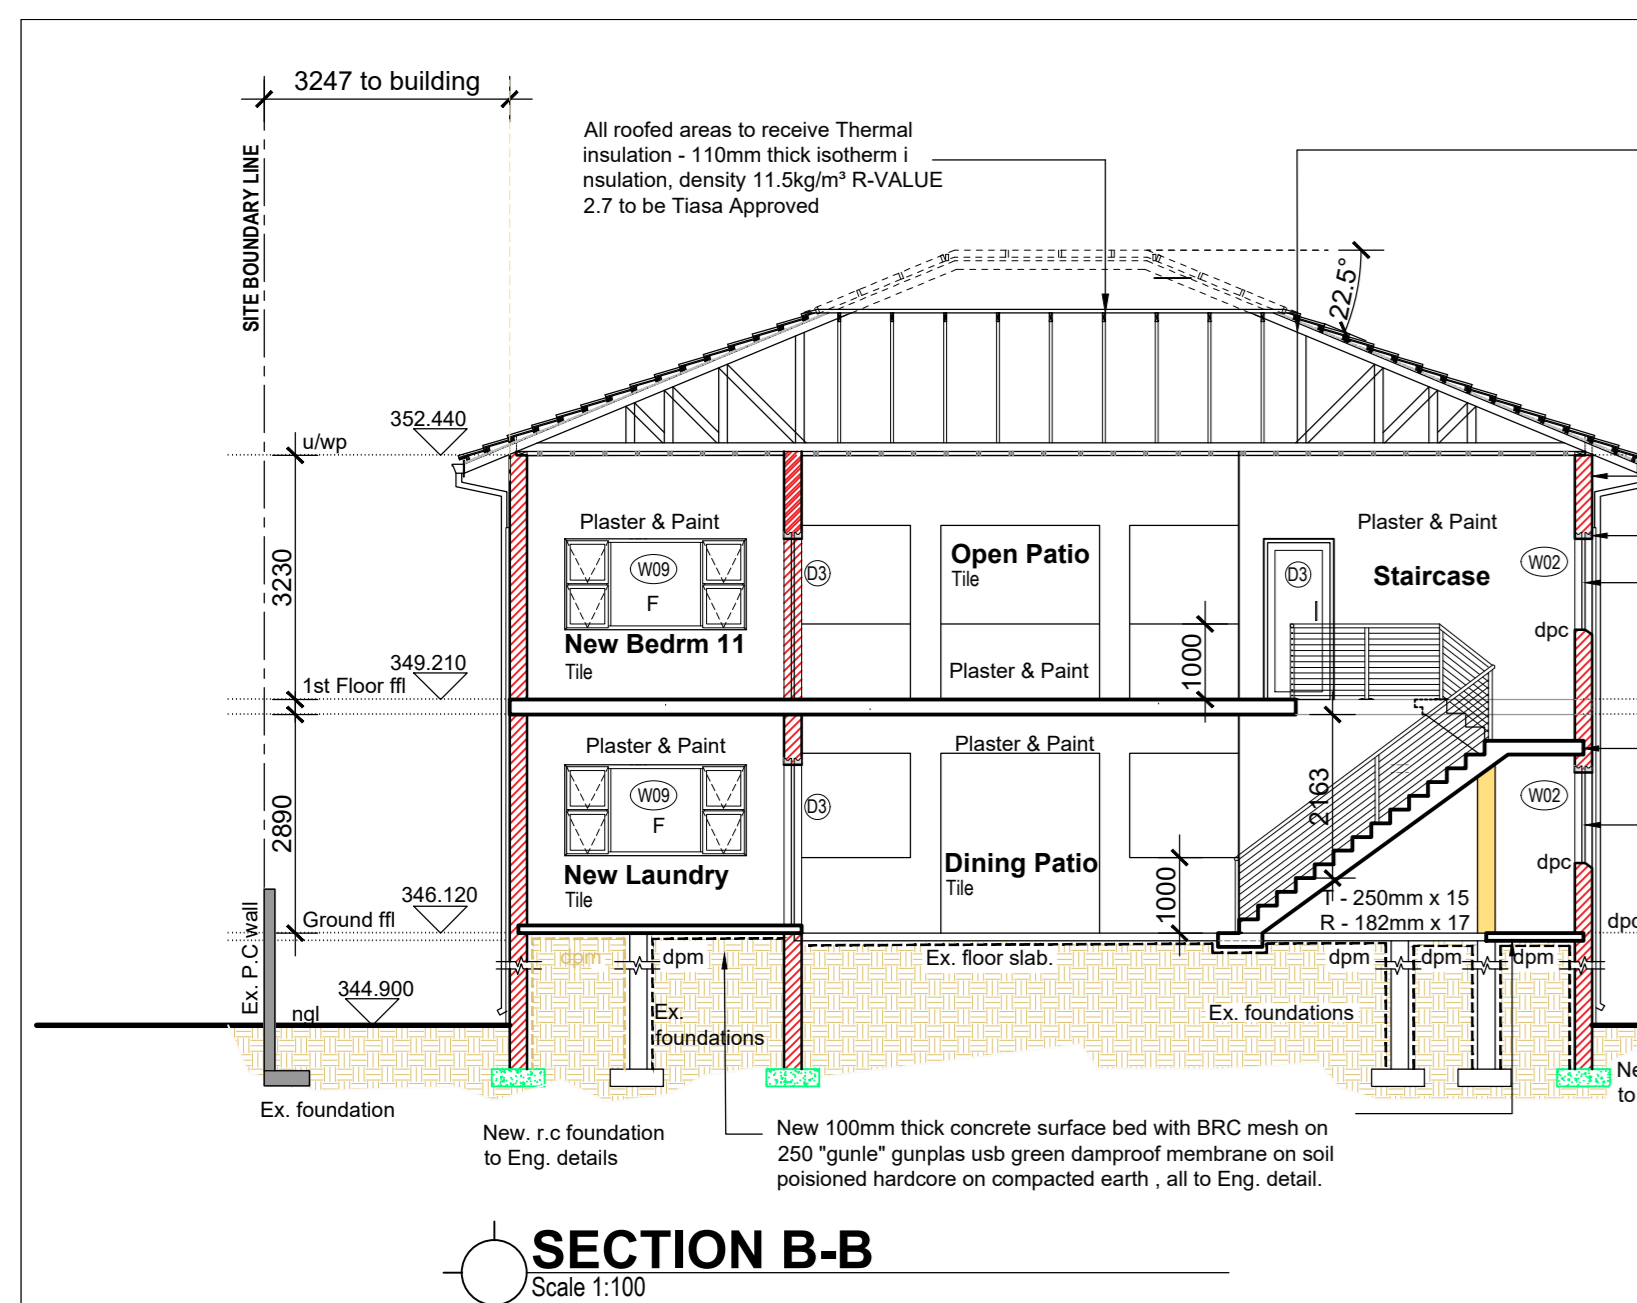 3247 to building
SITE BOUNDARY LINE
All roofed areas to receive Thermal
insulation - 110mm thick isotherm i
nsulation, density 11.5kg/m³ R-VALUE
2.7 to be Tiasa Approved
22.5°
352.440
u/wp
3230
Plaster & Paint
W09
F
New Bedrm 11
Tile
D3
Open Patio
Tile
Plaster & Paint
1000
Plaster & Paint
D3
Staircase
W02
dpc
349.210
1st Floor ffl
2890
Plaster & Paint
W09
F
New Laundry
Tile
D3
Plaster & Paint
Dining Patio
Tile
1000
2163
W02
dpc
T - 250mm x 15
R - 182mm x 17
dpc
346.120
Ground ffl
Ex. P.C wall
344.900
ngl
dpm
dpm
Ex.
foundations
Ex. floor slab.
Ex. foundations
dpm
dpm
dpm
Ex. foundation
New. r.c foundation
to Eng. details
New 100mm thick concrete surface bed with BRC mesh on
250 "gunle" gunplas usb green damproof membrane on soil
poisioned hardcore on compacted earth , all to Eng. detail.
Ne
to
SECTION B-B
Scale 1:100